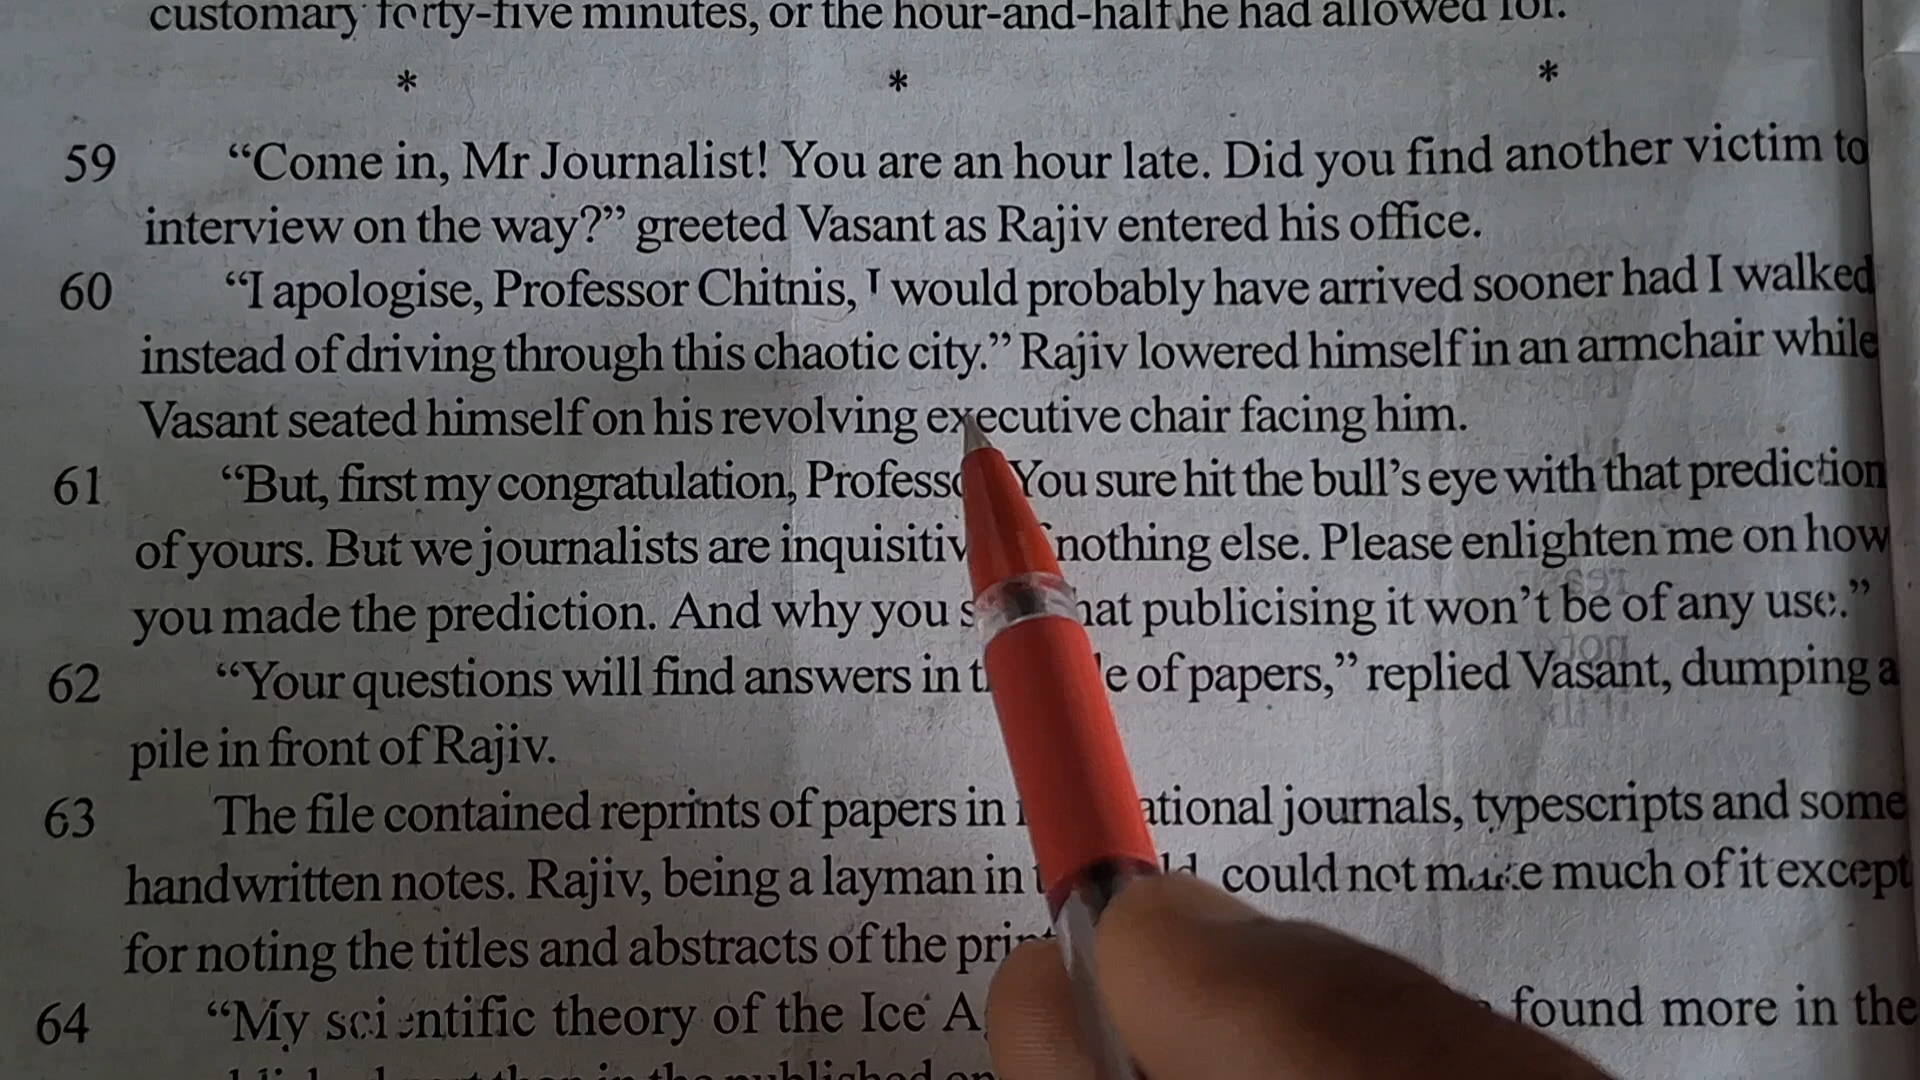 customary forty-five minutes, or the hour-and-half he had allowed for.
* * *
59 “Come in, Mr Journalist! You are an hour late. Did you find another victim to
interview on the way?” greeted Vasant as Rajiv entered his office.
60 “I apologise, Professor Chitnis, I would probably have arrived sooner had I walked
instead of driving through this chaotic city.” Rajiv lowered himself in an armchair while
Vasant seated himself on his revolving executive chair facing him.
61 “But, first my congratulation, You sure hit the bull’s eye with that prediction
of yours. But we journalists are nothing else. Please enlighten me on how
you made the prediction. And why you publicising it won’t be of any use.”
62 “Your questions will find answers in of papers,” replied Vasant, dumping a
pile in front of Rajiv.
63 The file contained reprints of papers in journals, typescripts and some
handwritten notes. Rajiv, being a layman in could not make much of it except
for noting the titles and abstracts of the
64 “My scientific theory of the Ice found more in the
than in the published